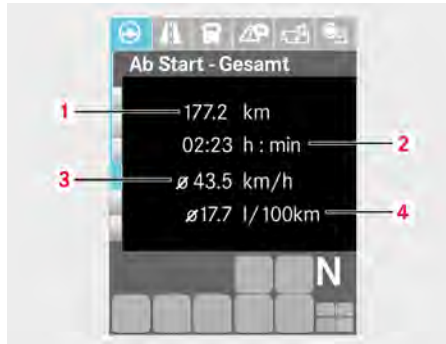 Ab Start - Gesamt
1 177.2 km
02:23 h : min 2
3 ø 43.5 km/h
ø17.7 l/100km 4
N